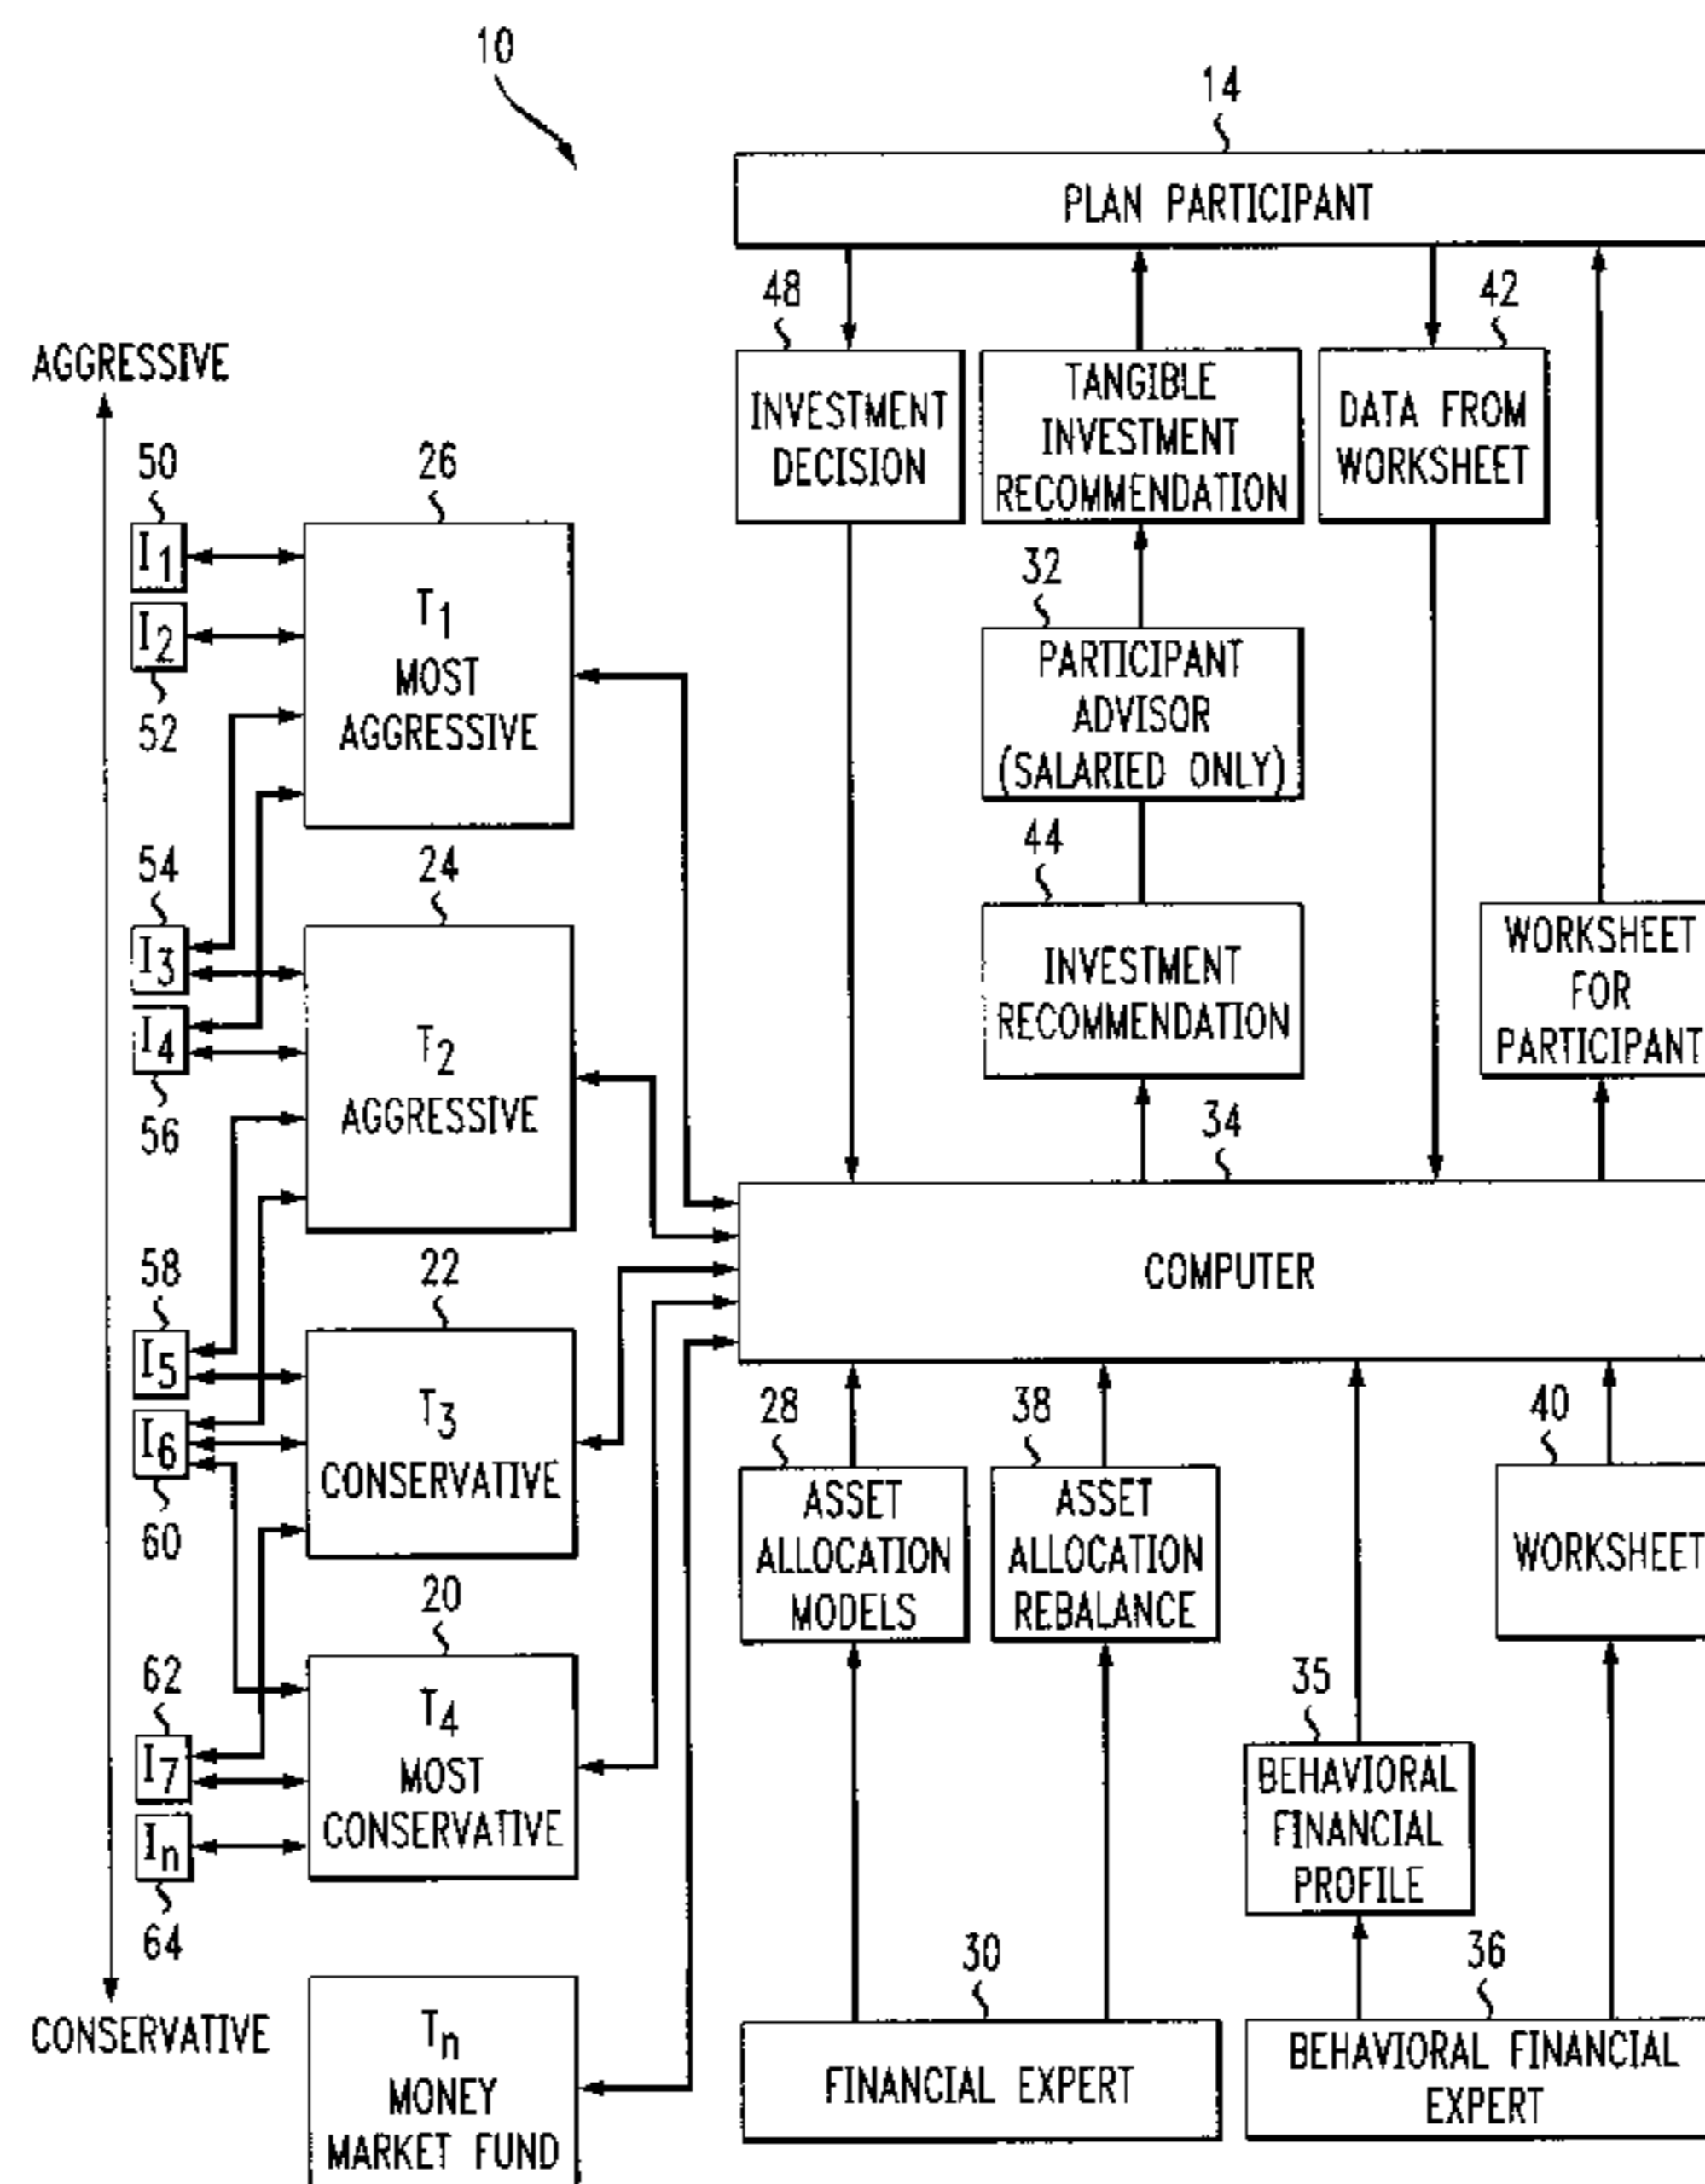 10
14
PLAN PARTICIPANT
48
42
AGGRESSIVE
INVESTMENT
DECISION
TANGIBLE
INVESTMENT
RECOMMENDATION
DATA FROM
WORKSHEET
50
26
I1
I2
52
T1
MOST
AGGRESSIVE
32
PARTICIPANT
ADVISOR
(SALARIED ONLY)
44
54
24
I3
I4
56
T2
AGGRESSIVE
INVESTMENT
RECOMMENDATION
WORKSHEET
FOR
PARTICIPANT
34
COMPUTER
58
22
I5
I6
60
T3
CONSERVATIVE
28
38
40
ASSET
ALLOCATION
MODELS
ASSET
ALLOCATION
REBALANCE
WORKSHEET
20
62
I7
In
64
T4
MOST
CONSERVATIVE
35
BEHAVIORAL
FINANCIAL
PROFILE
30
36
CONSERVATIVE
Tn
MONEY
MARKET FUND
FINANCIAL EXPERT
BEHAVIORAL FINANCIAL
EXPERT